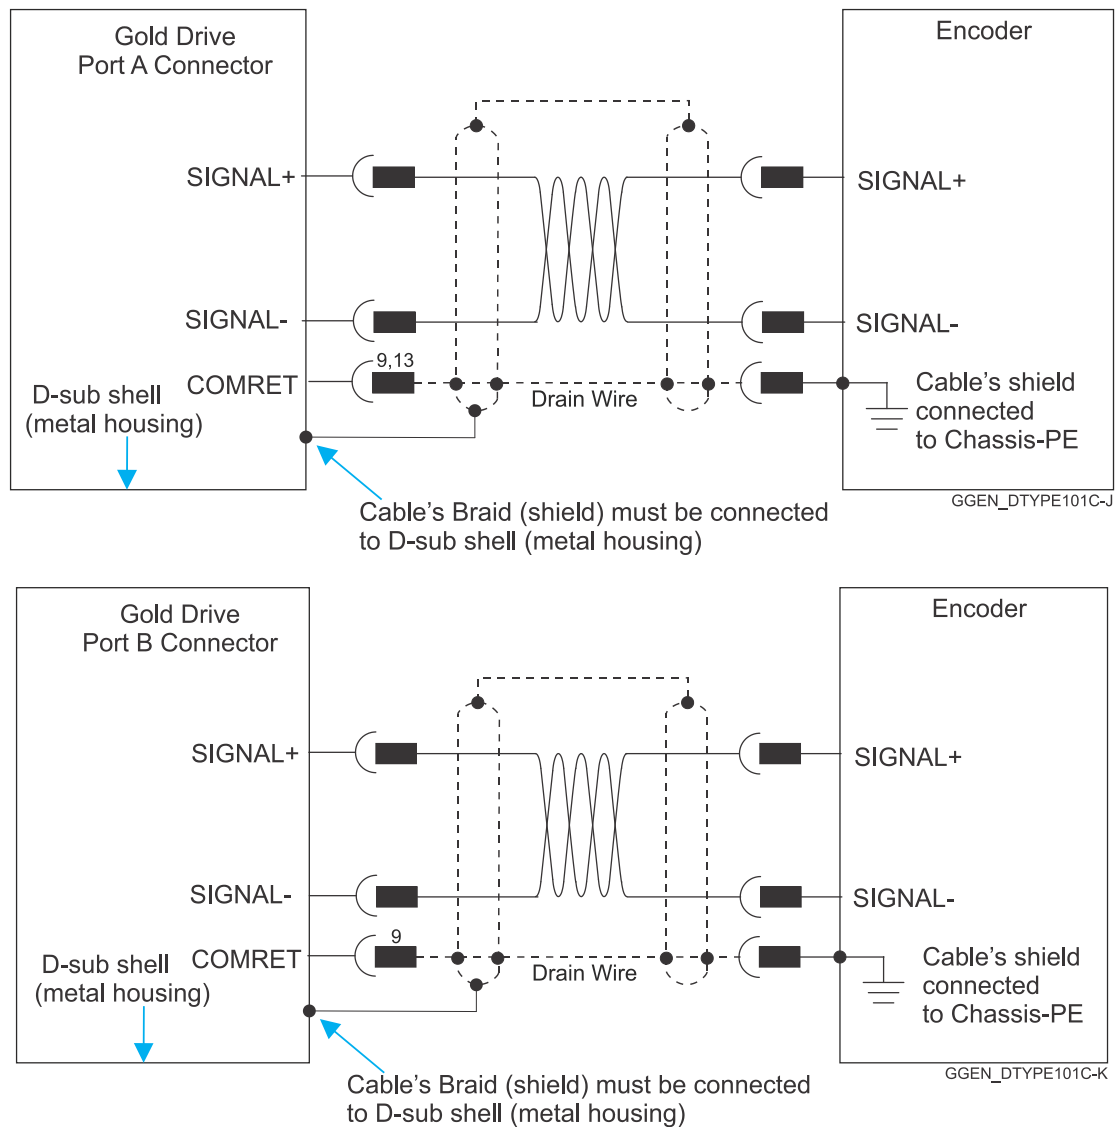 Gold Drive
Port A Connector
Encoder
SIGNAL+
SIGNAL+
SIGNAL-
SIGNAL-
9,13
COMRET
Drain Wire
D-sub shell
(metal housing)
Cable's shield
connected
to Chassis-PE
GGEN_DTYPE101C-J
Cable's Braid (shield) must be connected
to D-sub shell (metal housing)
Gold Drive
Port B Connector
Encoder
SIGNAL+
SIGNAL+
SIGNAL-
SIGNAL-
9
COMRET
Drain Wire
D-sub shell
(metal housing)
Cable's shield
connected
to Chassis-PE
GGEN_DTYPE101C-K
Cable's Braid (shield) must be connected
to D-sub shell (metal housing)